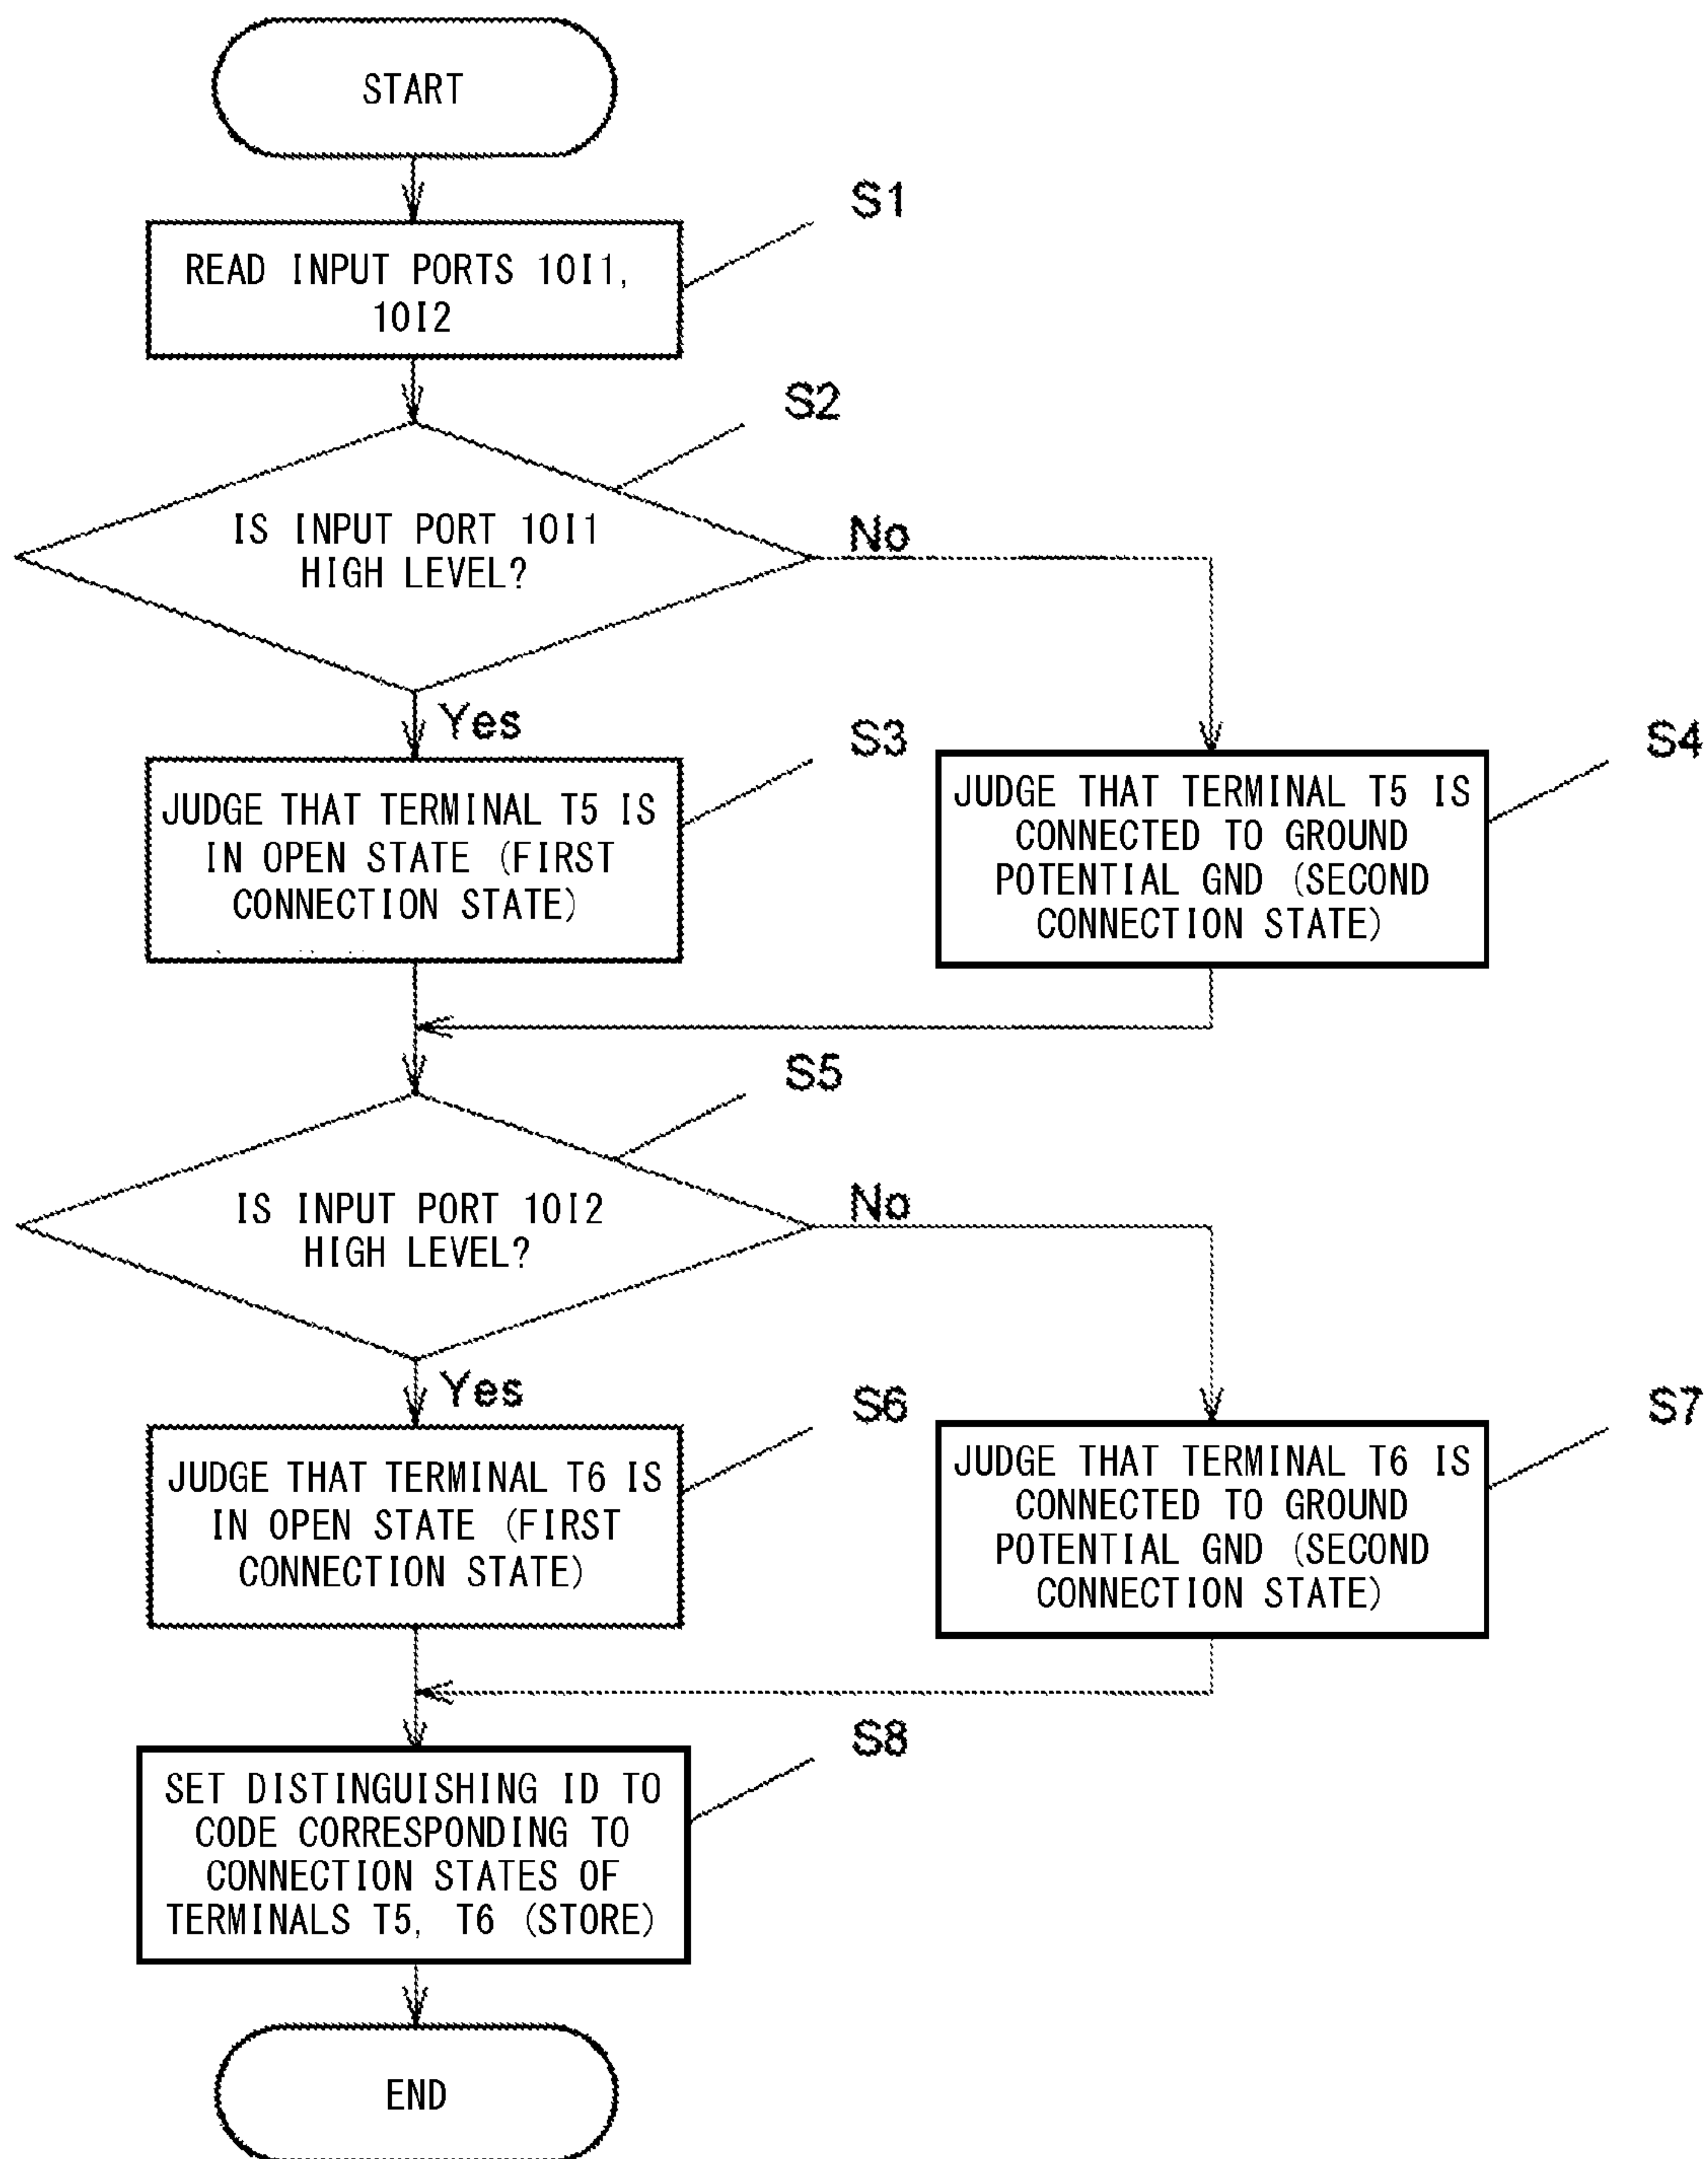 START
S1
READ INPUT PORTS 10I1,
10I2
S2
IS INPUT PORT 10I1
HIGH LEVEL?
No
Yes
S3
S4
JUDGE THAT TERMINAL T5 IS
IN OPEN STATE (FIRST
CONNECTION STATE)
JUDGE THAT TERMINAL T5 IS
CONNECTED TO GROUND
POTENTIAL GND (SECOND
CONNECTION STATE)
S5
IS INPUT PORT 10I2
HIGH LEVEL?
No
Yes
S6
S7
JUDGE THAT TERMINAL T6 IS
IN OPEN STATE (FIRST
CONNECTION STATE)
JUDGE THAT TERMINAL T6 IS
CONNECTED TO GROUND
POTENTIAL GND (SECOND
CONNECTION STATE)
S8
SET DISTINGUISHING ID TO
CODE CORRESPONDING TO
CONNECTION STATES OF
TERMINALS T5, T6 (STORE)
END